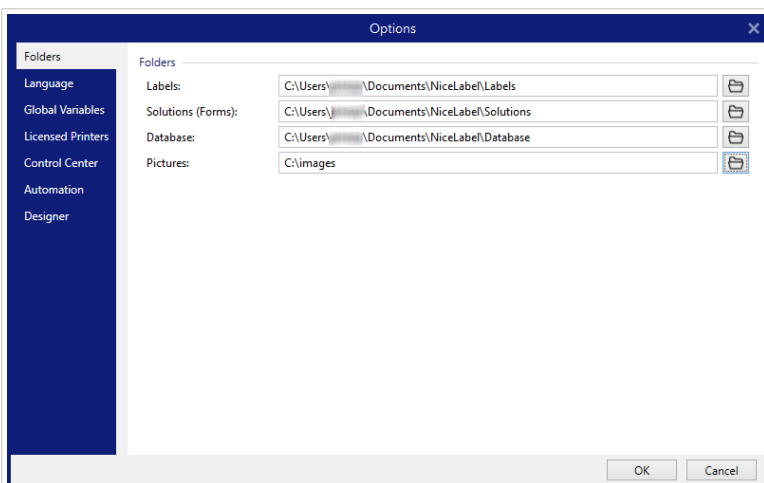 Options
Folders
Language
Global Variables
Licensed Printers
Control Center
Automation
Designer
Folders
Labels: C:\Users\ \Documents\NiceLabel\Labels
Solutions (Forms): C:\Users\ \Documents\NiceLabel\Solutions
Database: C:\Users\ \Documents\NiceLabel\Database
Pictures: C:\images
OK Cancel